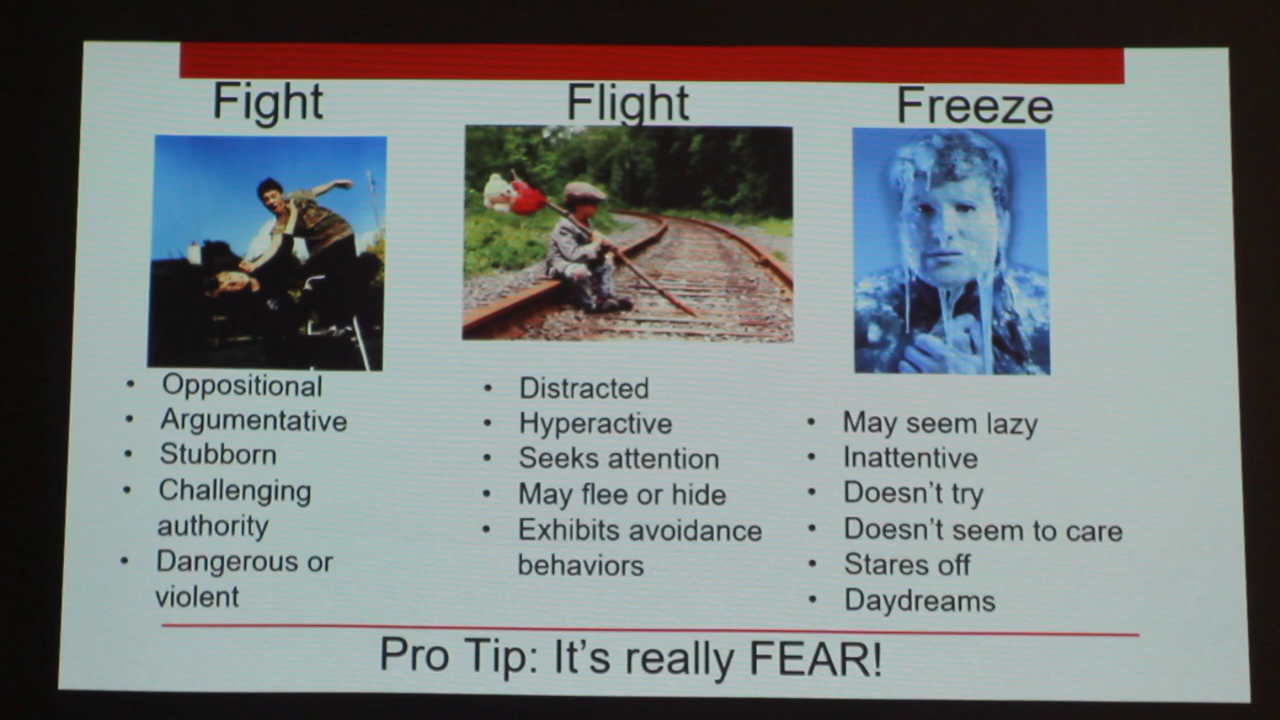 Fight
• Oppositional
• Argumentative
• Stubborn
• Challenging
authority
• Dangerous or
violent
Flight
• Distracted
• Hyperactive
• Seeks attention
• May flee or hide
• Exhibits avoidance
behaviors
Freeze
• May seem lazy
• Inattentive
• Doesn't try
• Doesn't seem to care
• Stares off
• Daydreams
Pro Tip: It's really FEAR!